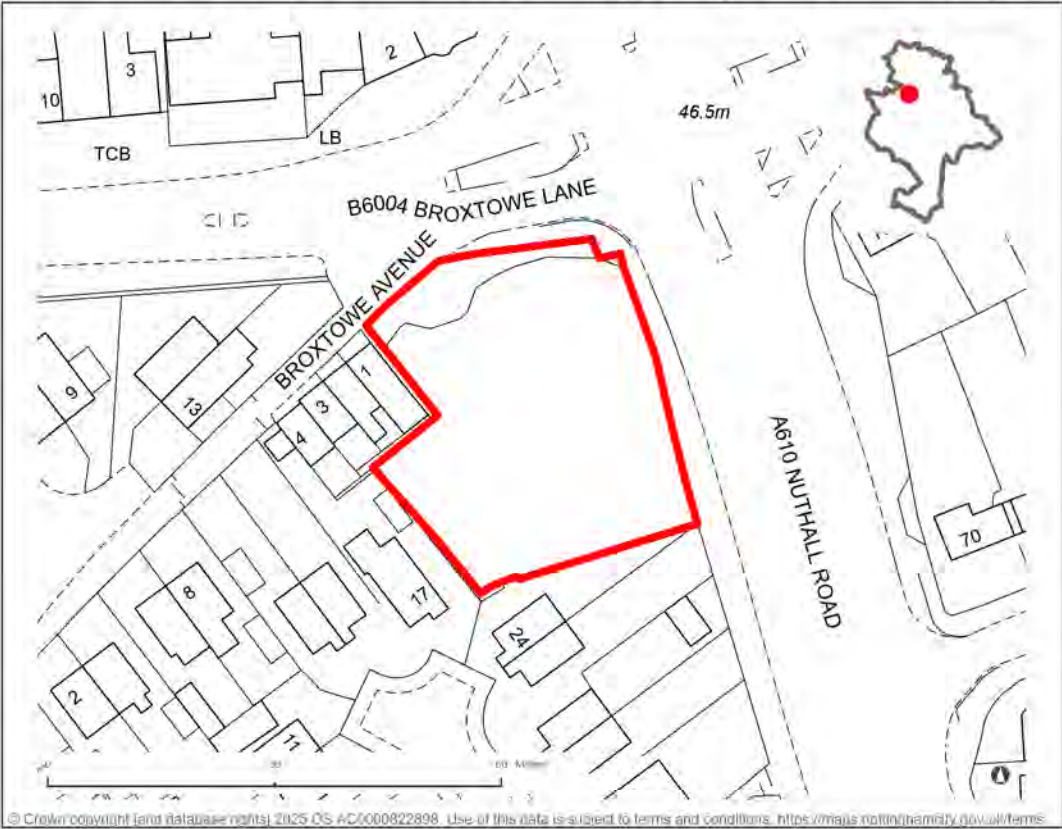 3
2
10
TCB
LB
46.5m
B6004 BROXTOWE LANE
BROXTOWE AVENUE
9
13
1
3
4
A610 NUTHALL ROAD
70
8
17
24
2
11
© Crown copyright (and database rights) 2025 OS AC0000822898. Use of this data is subject to terms and conditions. https://maps.nottinghamcity.gov.uk/terms